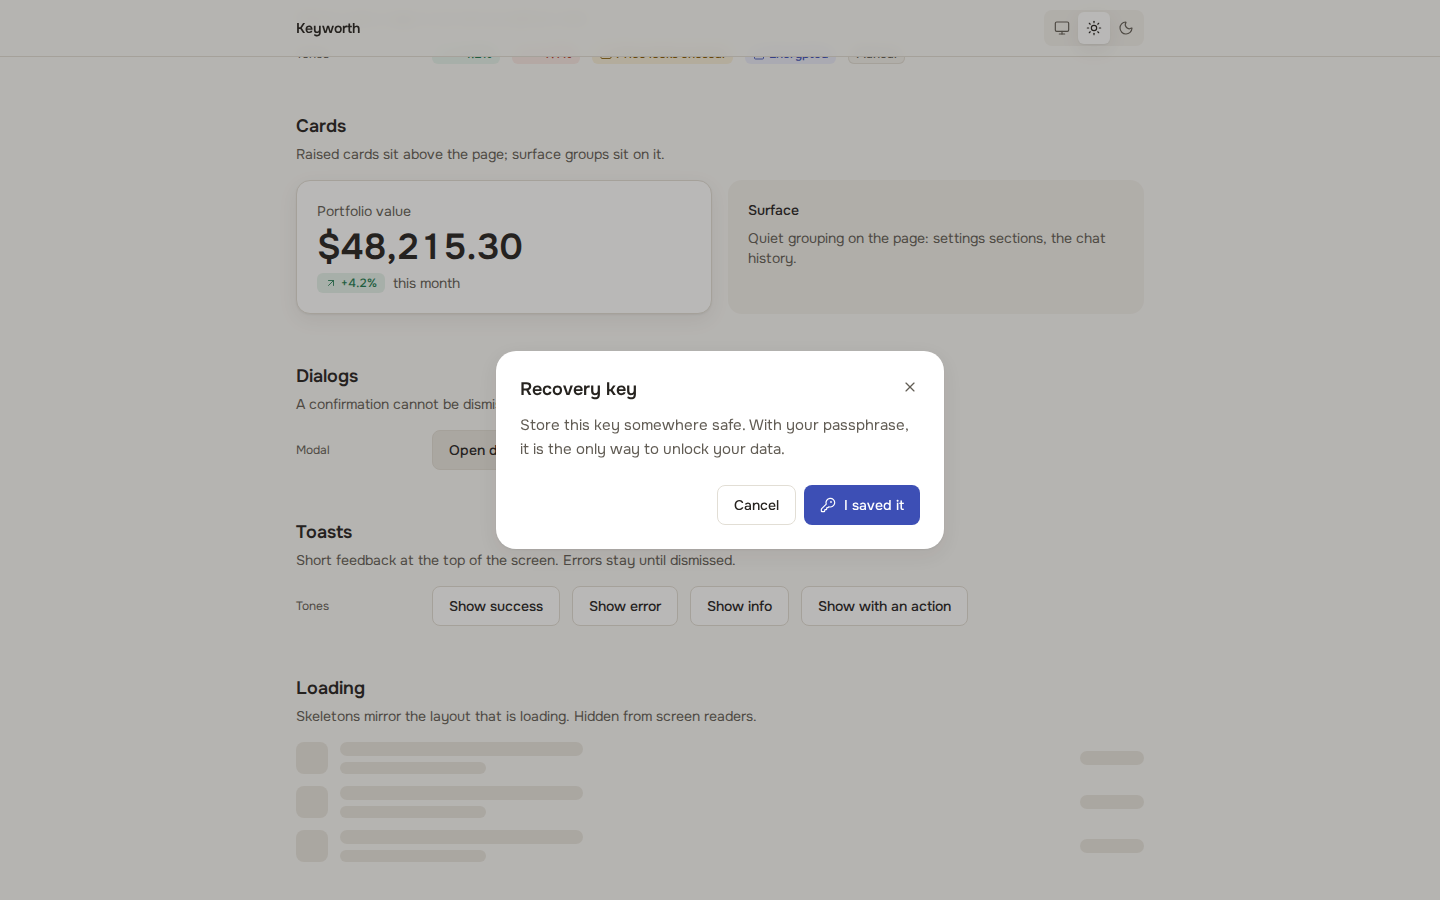 Keyworth
Cards
Raised cards sit above the page; surface groups sit on it.
Portfolio value
$48,215.30
+4.2%
this month
Surface
Quiet grouping on the page: settings sections, the chat
history.
Dialogs
A confirmation cannot be
Modal
Open
Recovery key
Store this key somewhere safe. With your passphrase,
it is the only way to unlock your data.
Cancel
I saved it
Toasts
Short feedback at the top of the screen. Errors stay until dismissed.
Tones
Show success
Show error
Show info
Show with an action
Loading
Skeletons mirror the layout that is loading. Hidden from screen readers.